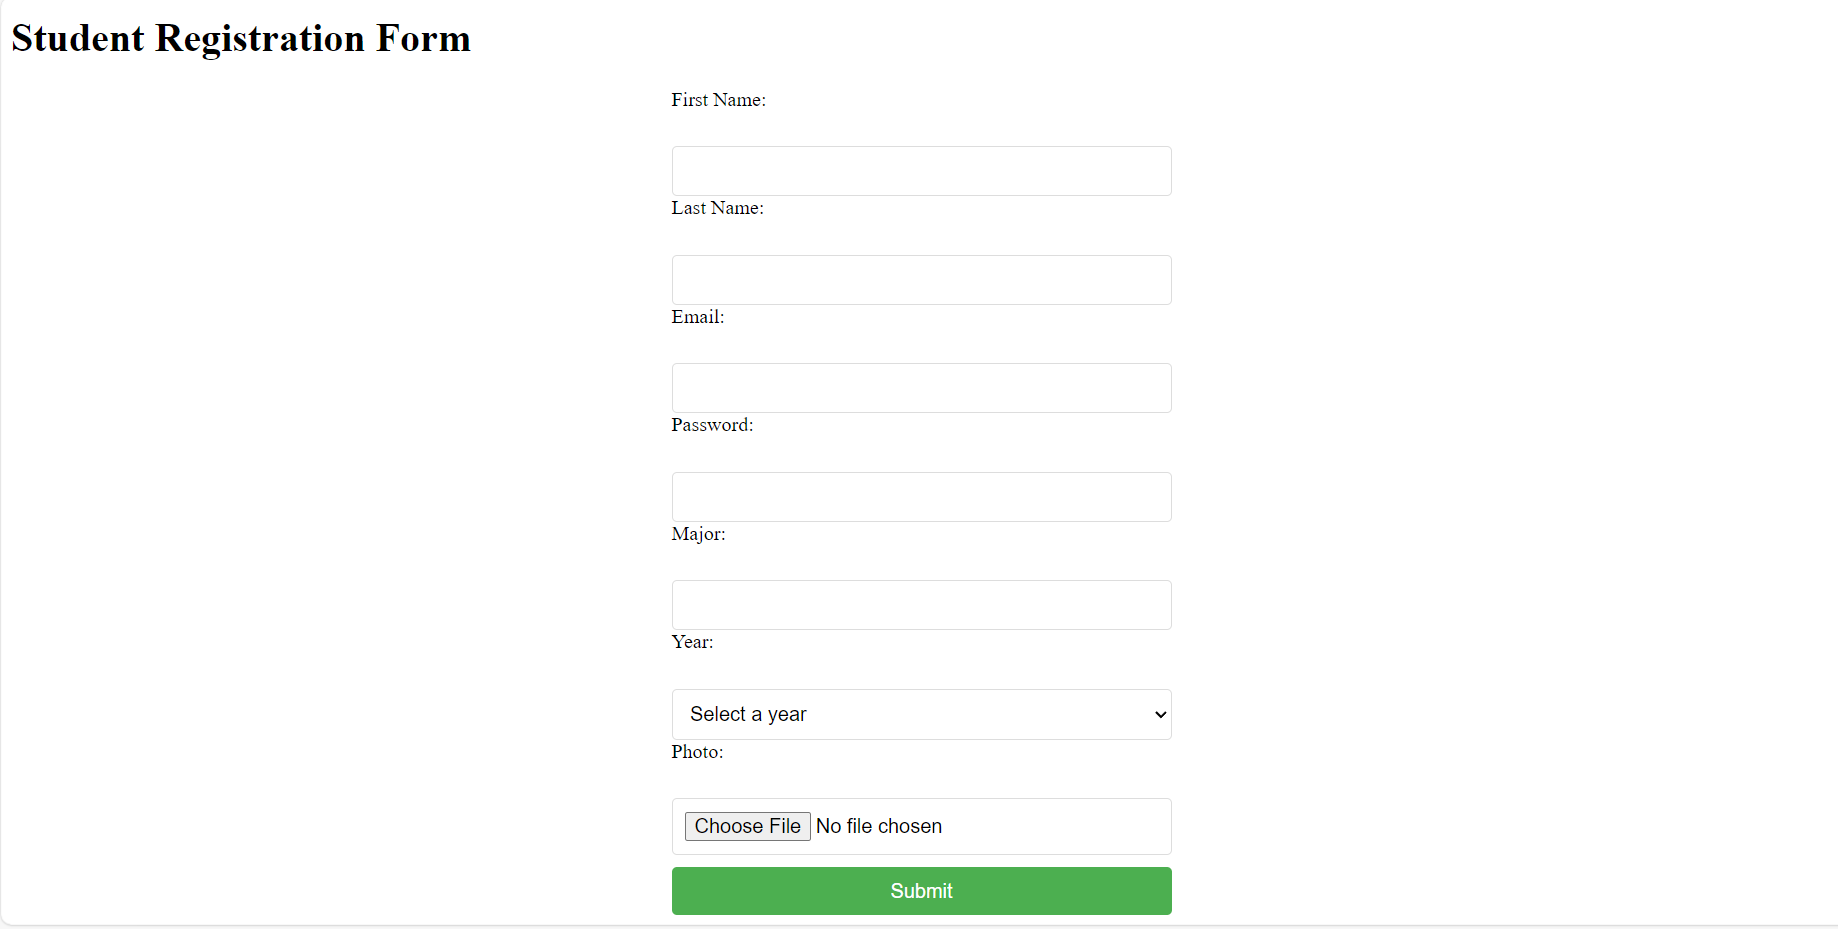 Student Registration Form
First Name:
Last Name:
Email:
Password:
Major:
Year:
Select a year
Photo:
Choose File No file chosen
Submit